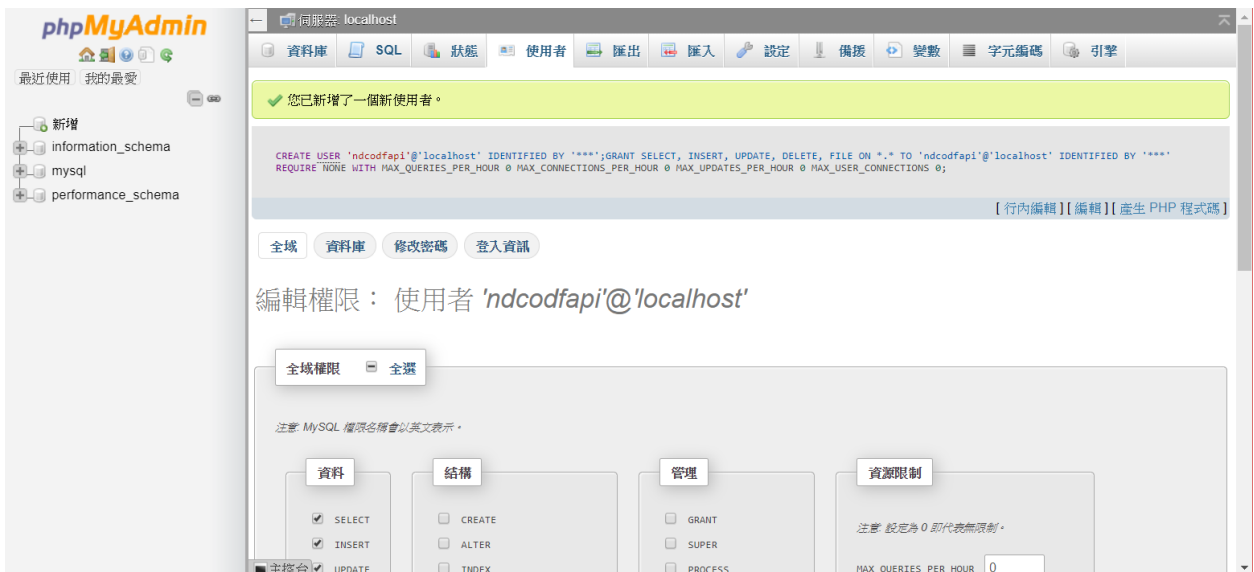 phpMyAdmin
最近使用 我的最愛
新增
information_schema
mysql
performance_schema
← 伺服器: localhost
資料庫 SQL 狀態 使用者 匯出 匯入 設定 備援 變數 字元編碼 引擎
您已新增了一個新使用者。
CREATE USER 'ndcodfapi'@'localhost' IDENTIFIED BY '***';GRANT SELECT, INSERT, UPDATE, DELETE, FILE ON *.* TO 'ndcodfapi'@'localhost' IDENTIFIED BY '***'
REQUIRE NONE WITH MAX_QUERIES_PER_HOUR 0 MAX_CONNECTIONS_PER_HOUR 0 MAX_UPDATES_PER_HOUR 0 MAX_USER_CONNECTIONS 0;
[ 行內編輯 ] [ 編輯 ] [ 產生 PHP 程式碼 ]
全域 資料庫 修改密碼 登入資訊
編輯權限： 使用者 'ndcodfapi'@'localhost'
全域權限 全選
注意: MySQL 權限名稱會以英文表示。
資料 結構 管理 資源限制
SELECT CREATE GRANT
注意: 設定為 0 即代表無限制。
INSERT ALTER SUPER
主控台 UPDATE INDEX PROCESS MAX QUERIES PER HOUR 0